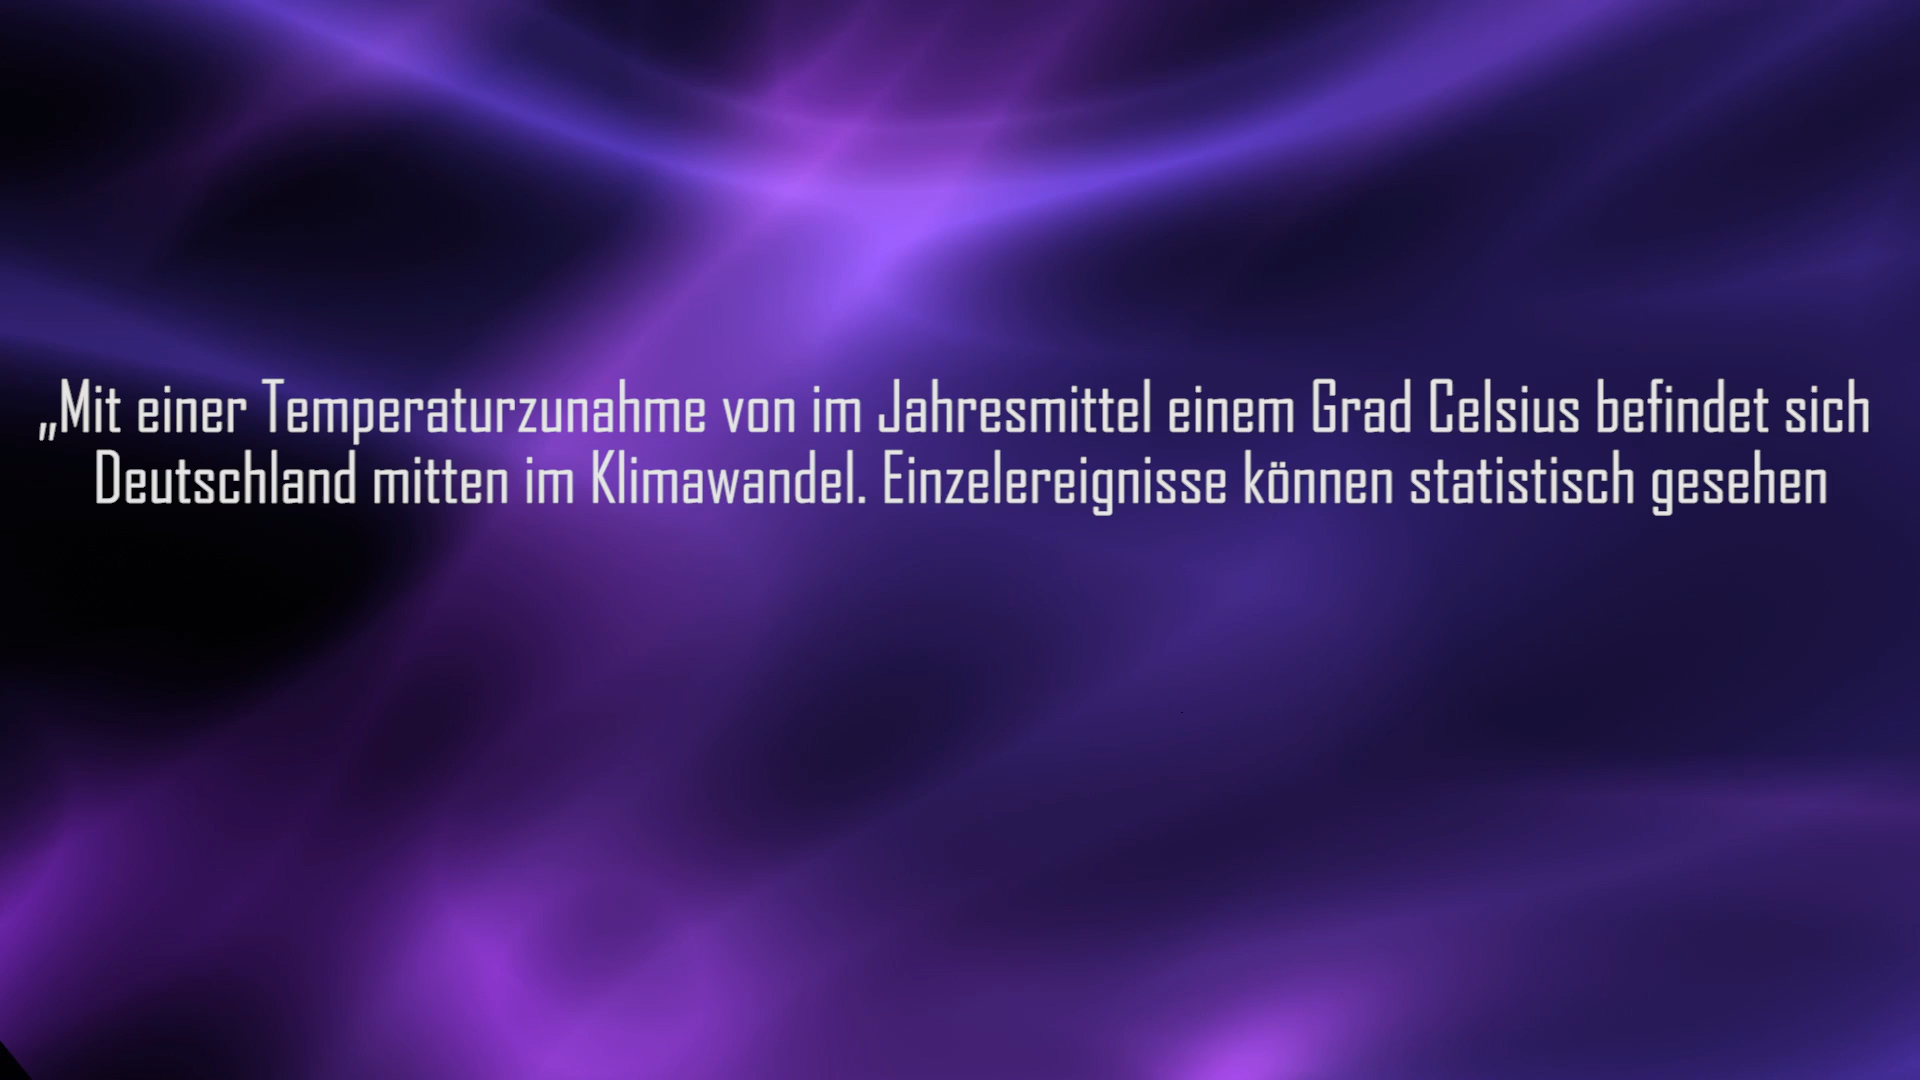 „Mit einer Temperaturzunahme von im Jahresmittel einem Grad Celsius befindet sich
Deutschland mitten im Klimawandel. Einzelereignisse können statistisch gesehen